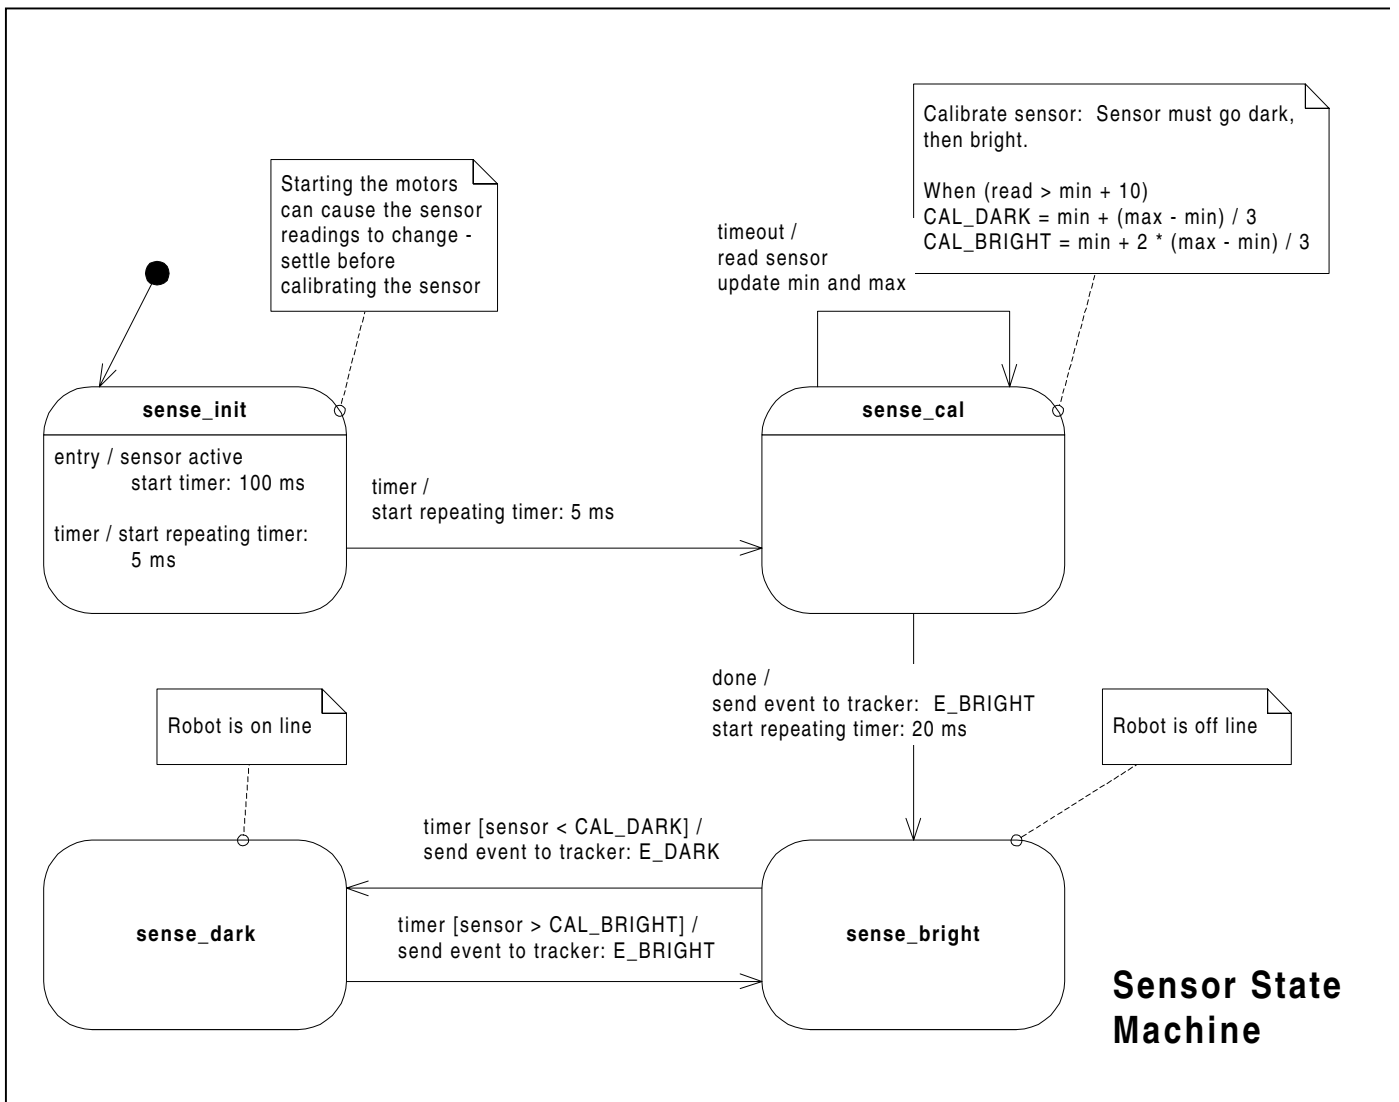 Calibrate sensor: Sensor must go dark,
then bright.
When (read > min + 10)
CAL_DARK = min + (max - min) / 3
CAL_BRIGHT = min + 2 * (max - min) / 3
Starting the motors
can cause the sensor
readings to change -
settle before
calibrating the sensor
timeout /
read sensor
update min and max
sense_init
entry / sensor active
start timer: 100 ms
timer / start repeating timer:
5 ms
timer /
start repeating timer: 5 ms
sense_cal
done /
send event to tracker: E_BRIGHT
start repeating timer: 20 ms
Robot is on line
Robot is off line
timer [sensor < CAL_DARK] /
send event to tracker: E_DARK
timer [sensor > CAL_BRIGHT] /
send event to tracker: E_BRIGHT
sense_dark
sense_bright
Sensor State
Machine